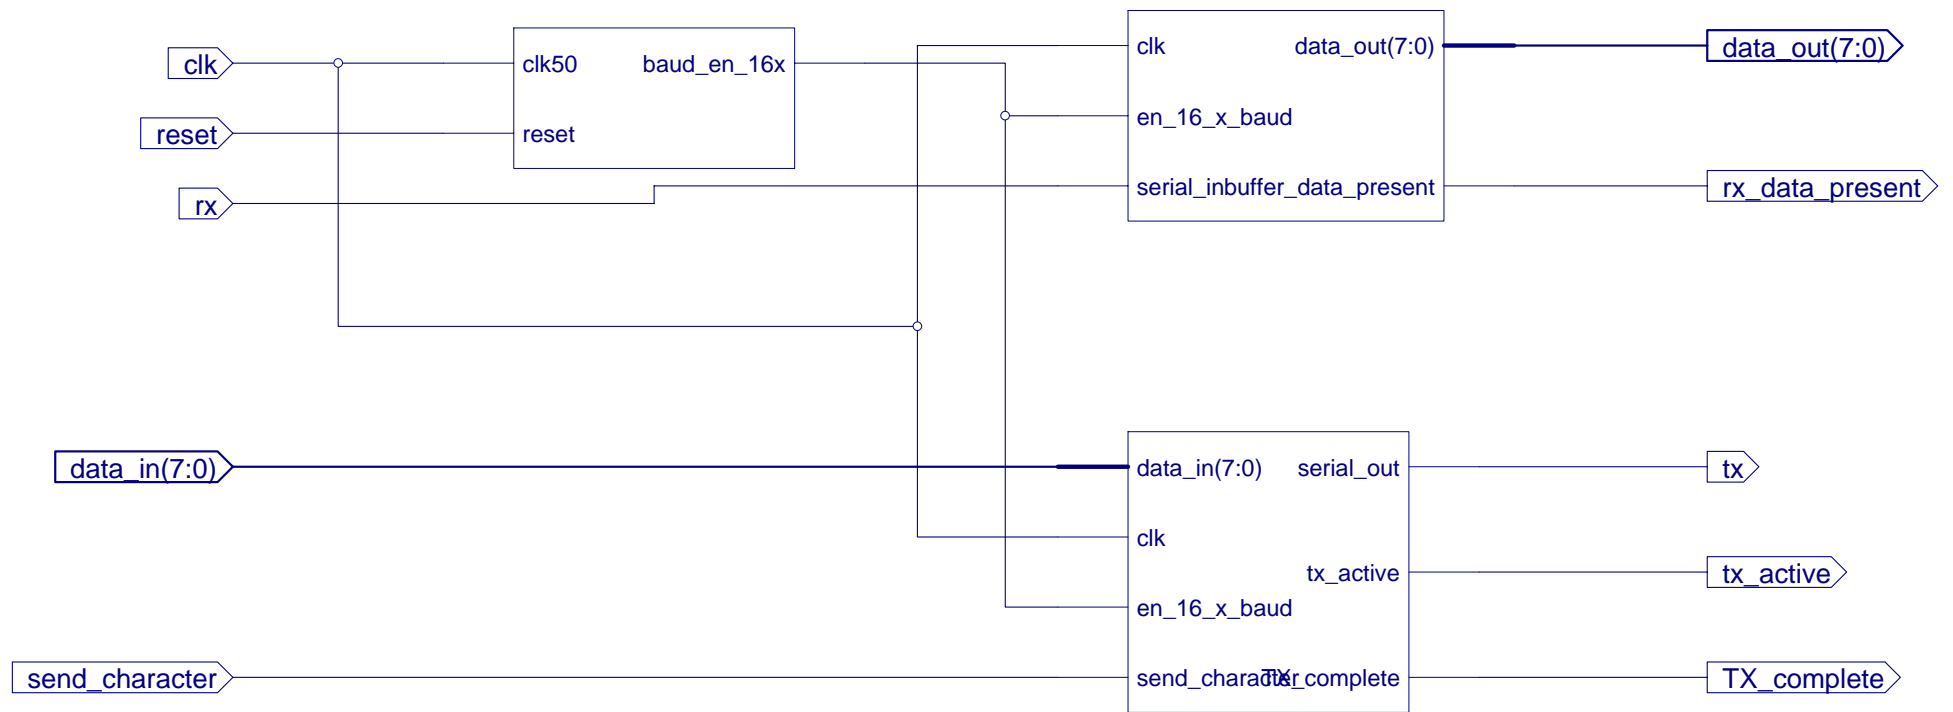 clk
clk50
baud_en_16x
clk
data_out(7:0)
data_out(7:0)
reset
reset
en_16_x_baud
rx
serial_inbuffer_data_present
rx_data_present
data_in(7:0)
data_in(7:0)
serial_out
tx
clk
tx_active
tx_active
en_16_x_baud
send_character
send_character
TX_complete
TX_complete